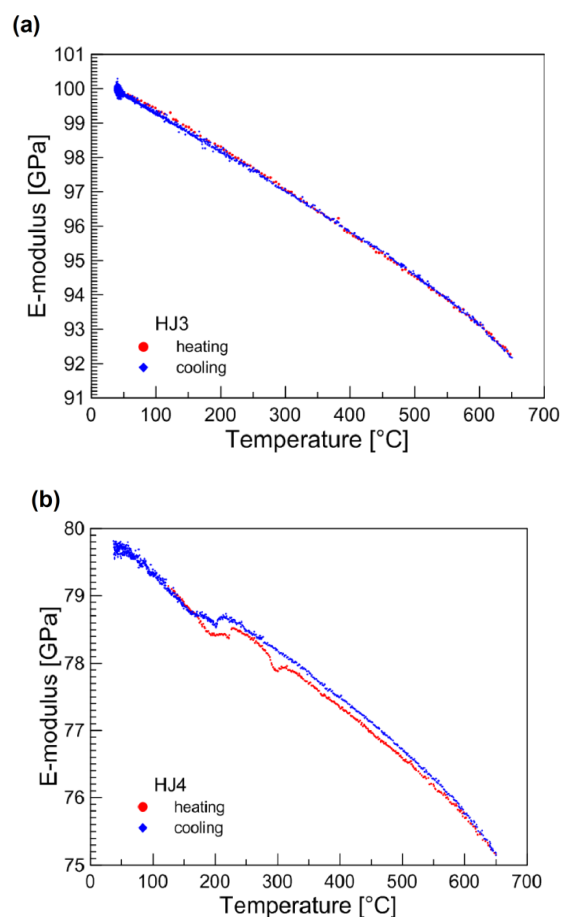 (a)
101
100
99
98
97
96
95
94
93
92
91
E-modulus [GPa]
HJ3
heating
cooling
0 100 200 300 400 500 600 700
Temperature [°C]
(b)
80
79
78
77
76
75
E-modulus [GPa]
HJ4
heating
cooling
0 100 200 300 400 500 600 700
Temperature [°C]